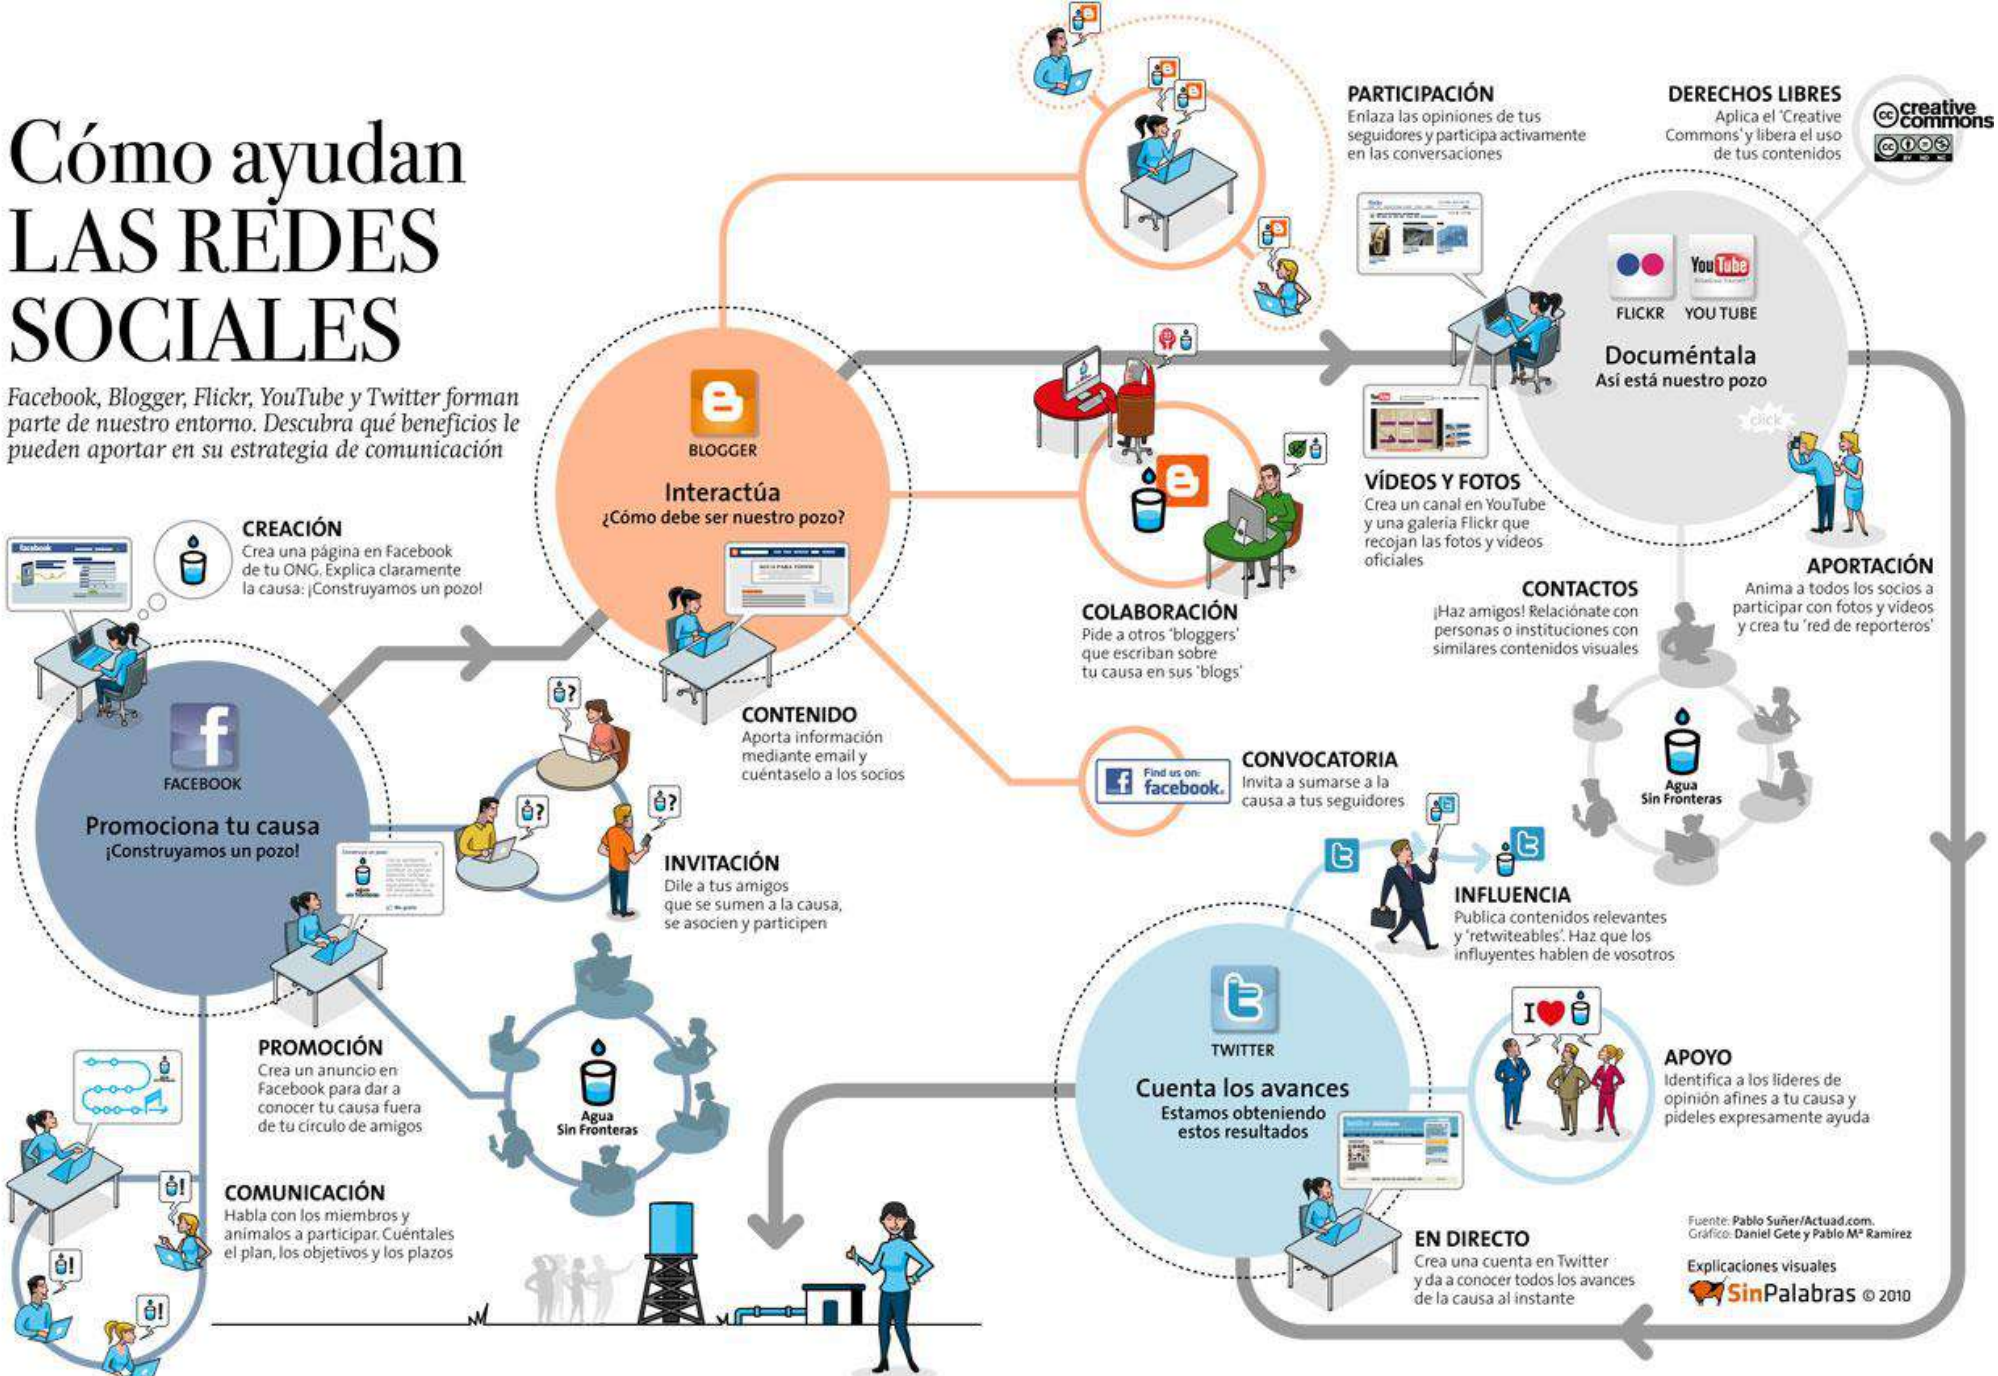 Cómo ayudan
LAS REDES
SOCIALES
Facebook, Blogger, Flickr, YouTube y Twitter forman
parte de nuestro entorno. Descubra qué beneficios le
pueden aportar en su estrategia de comunicación
facebook
CREACIÓN
Crea una página en Facebook
de tu ONG. Explica claramente
la causa: ¡Construyamos un pozo!
FACEBOOK
Promociona tu causa
¡Construyamos un pozo!
INVITACIÓN
Dile a tus amigos
que se sumen a la causa,
se asocien y participen
PROMOCIÓN
Crea un anuncio en
Facebook para dar a
conocer tu causa fuera
de tu círculo de amigos
Agua
Sin Fronteras
COMUNICACIÓN
Habla con los miembros y
anímalos a participar. Cuéntales
el plan, los objetivos y los plazos
BLOGGER
Interactúa
¿Cómo debe ser nuestro pozo?
CONTENIDO
Aporta información
mediante email y
cuéntaselo a los socios
PARTICIPACIÓN
Enlaza las opiniones de tus
seguidores y participa activamente
en las conversaciones
COLABORACIÓN
Pide a otros 'bloggers'
que escriban sobre
tu causa en sus 'blogs'
Find us on:
facebook.
CONVOCATORIA
Invita a sumarse a la
causa a tus seguidores
DERECHOS LIBRES
Aplica el 'Creative
Commons' y libera el uso
de tus contenidos
cc creative
commons
BY ND NC
You Tube
FLICKR YOU TUBE
Documéntala
Así está nuestro pozo
click
VÍDEOS Y FOTOS
Crea un canal en YouTube
y una galería Flickr que
recojan las fotos y vídeos
oficiales
APORTACIÓN
Anima a todos los socios a
participar con fotos y vídeos
y crea tu 'red de reporteros'
CONTACTOS
¡Haz amigos! Relaciónate con
personas o instituciones con
similares contenidos visuales
Agua
Sin Fronteras
INFLUENCIA
Publica contenidos relevantes
y 'retwiteables'. Haz que los
influyentes hablen de vosotros
TWITTER
Cuenta los avances
Estamos obteniendo
estos resultados
I
APOYO
Identifica a los líderes de
opinión afines a tu causa y
pídeles expresamente ayuda
EN DIRECTO
Crea una cuenta en Twitter
y da a conocer todos los avances
de la causa al instante
Fuente: Pablo Suñer/Actuad.com.
Gráfico: Daniel Gete y Pablo Mª Ramírez
Explicaciones visuales
SinPalabras © 2010